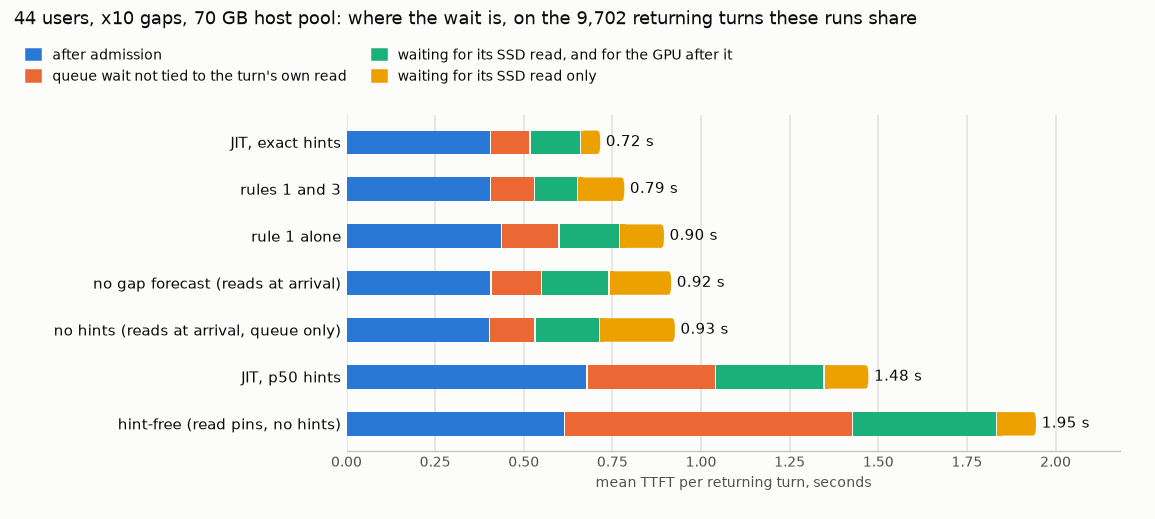 44 users, x10 gaps, 70 GB host pool: where the wait is, on the 9,702 returning turns these runs share
after admission
queue wait not tied to the turn's own read
waiting for its SSD read, and for the GPU after it
waiting for its SSD read only
JIT, exact hints
0.72 s
rules 1 and 3
0.79 s
rule 1 alone
0.90 s
no gap forecast (reads at arrival)
0.92 s
no hints (reads at arrival, queue only)
0.93 s
JIT, p50 hints
1.48 s
hint-free (read pins, no hints)
1.95 s
0.00 0.25 0.50 0.75 1.00 1.25 1.50 1.75 2.00
mean TTFT per returning turn, seconds